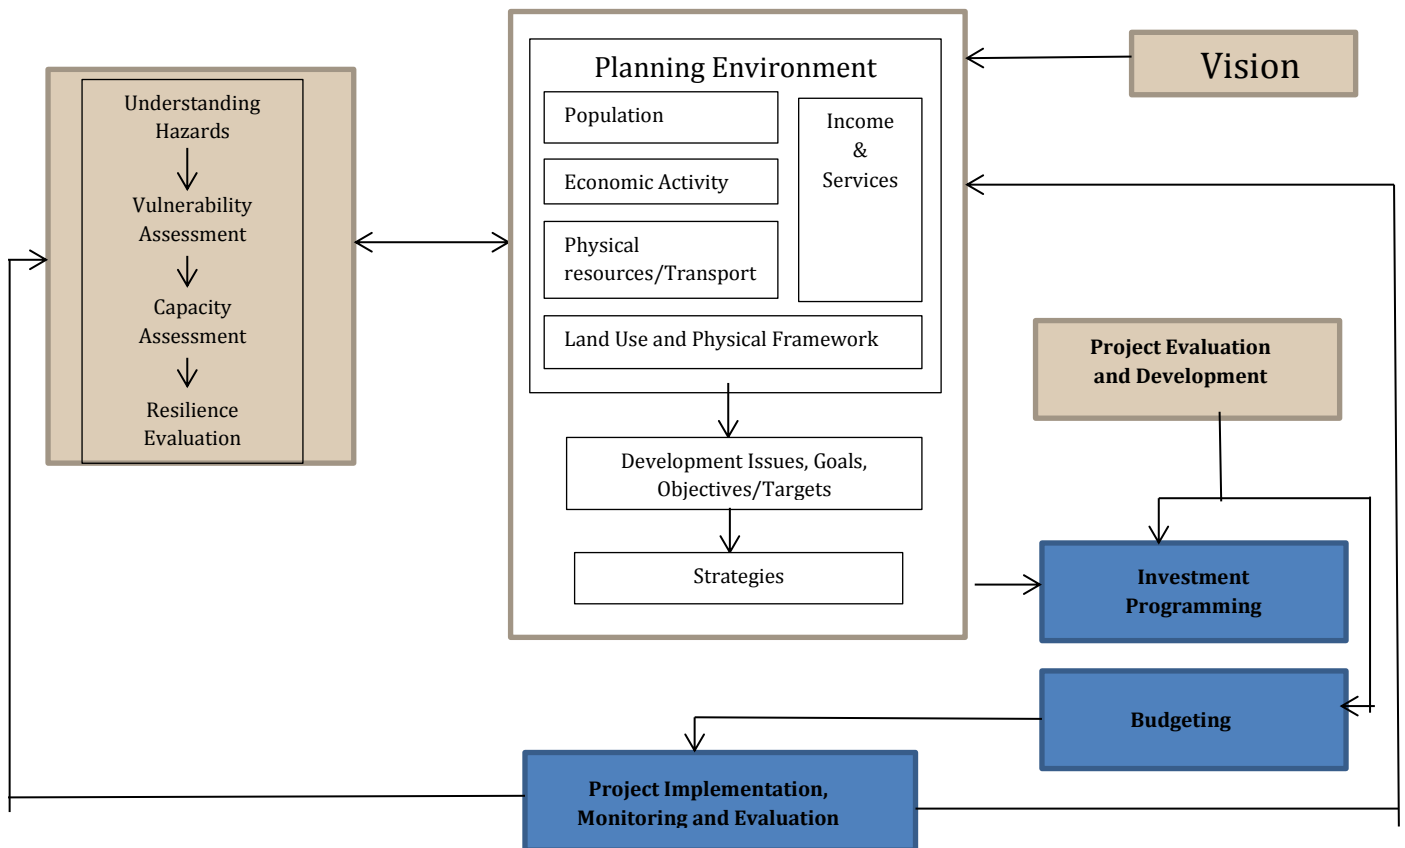 Understanding
Hazards
Vulnerability
Assessment
Capacity
Assessment
Resilience
Evaluation
Planning Environment
Population
Economic Activity
Physical
resources/Transport
Income
&
Services
Land Use and Physical Framework
Development Issues, Goals,
Objectives/Targets
Strategies
Vision
Project Evaluation
and Development
Investment
Programming
Budgeting
Project Implementation,
Monitoring and Evaluation